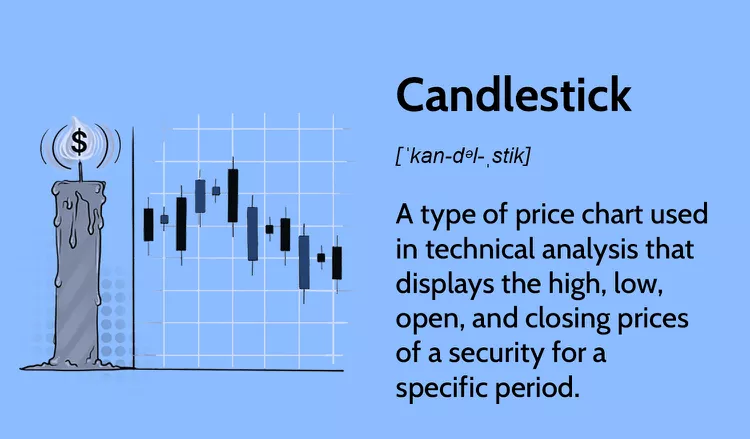 $
Candlestick
[ˈkan-dᵊl-ˌstik]
A type of price chart used
in technical analysis that
displays the high, low,
open, and closing prices
of a security for a
specific period.